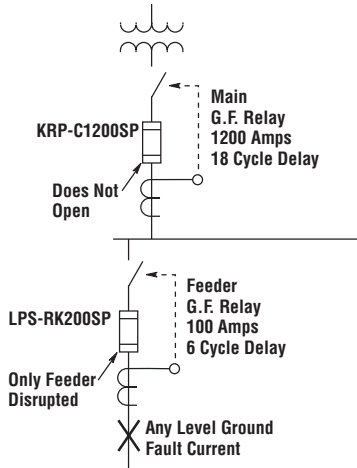 Main
G.F. Relay
1200 Amps
18 Cycle Delay
KRP-C1200SP
Does Not
Open
Feeder
G.F. Relay
100 Amps
6 Cycle Delay
LPS-RK200SP
Only Feeder
Disrupted
Any Level Ground
Fault Current